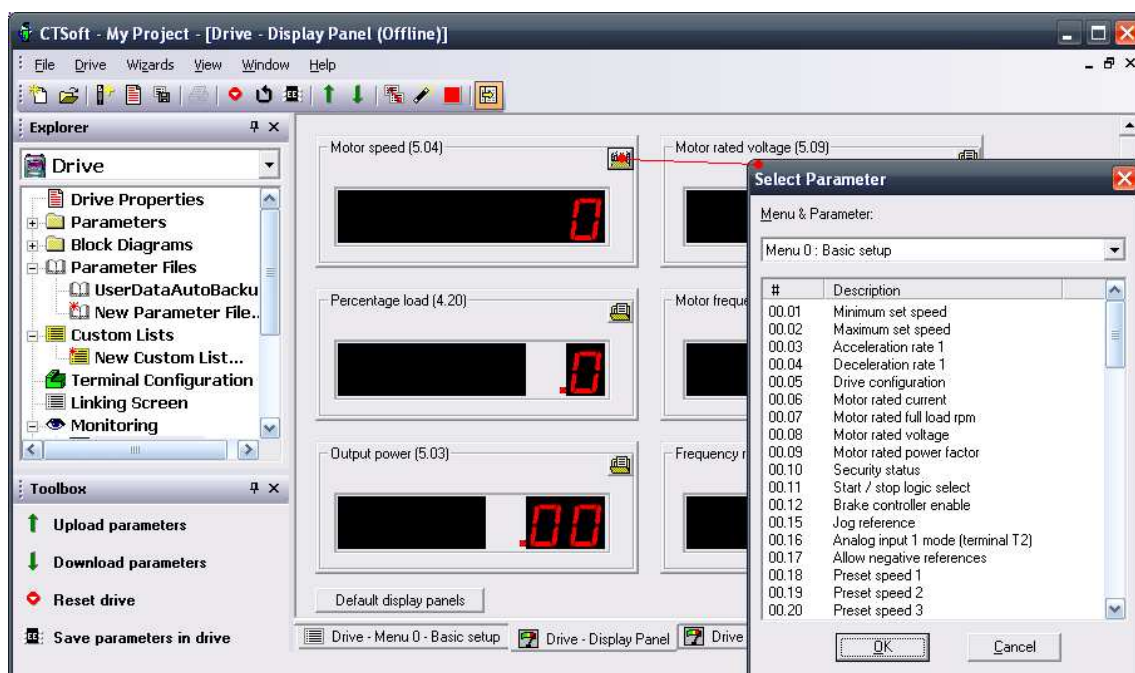 CTSoft - My Project - [Drive - Display Panel (Offline)]
File Drive Wizards View Window Help
Explorer
Drive
Drive Properties
Parameters
Block Diagrams
Parameter Files
UserDataAutoBacku
New Parameter File..
Custom Lists
New Custom List...
Terminal Configuration
Linking Screen
Monitoring
Toolbox
Upload parameters
Download parameters
Reset drive
Save parameters in drive
Motor speed (5.04)
0
Motor rated voltage (5.09)
Percentage load (4.20)
.0
Motor freque
Output power (5.03)
.00
Frequency r
Default display panels
Drive - Menu 0 - Basic setup
Drive - Display Panel
Drive
Select Parameter
Menu & Parameter:
Menu 0 : Basic setup
# Description
00.01 Minimum set speed
00.02 Maximum set speed
00.03 Acceleration rate 1
00.04 Deceleration rate 1
00.05 Drive configuration
00.06 Motor rated current
00.07 Motor rated full load rpm
00.08 Motor rated voltage
00.09 Motor rated power factor
00.10 Security status
00.11 Start / stop logic select
00.12 Brake controller enable
00.15 Jog reference
00.16 Analog input 1 mode (terminal T2)
00.17 Allow negative references
00.18 Preset speed 1
00.19 Preset speed 2
00.20 Preset speed 3
OK Cancel